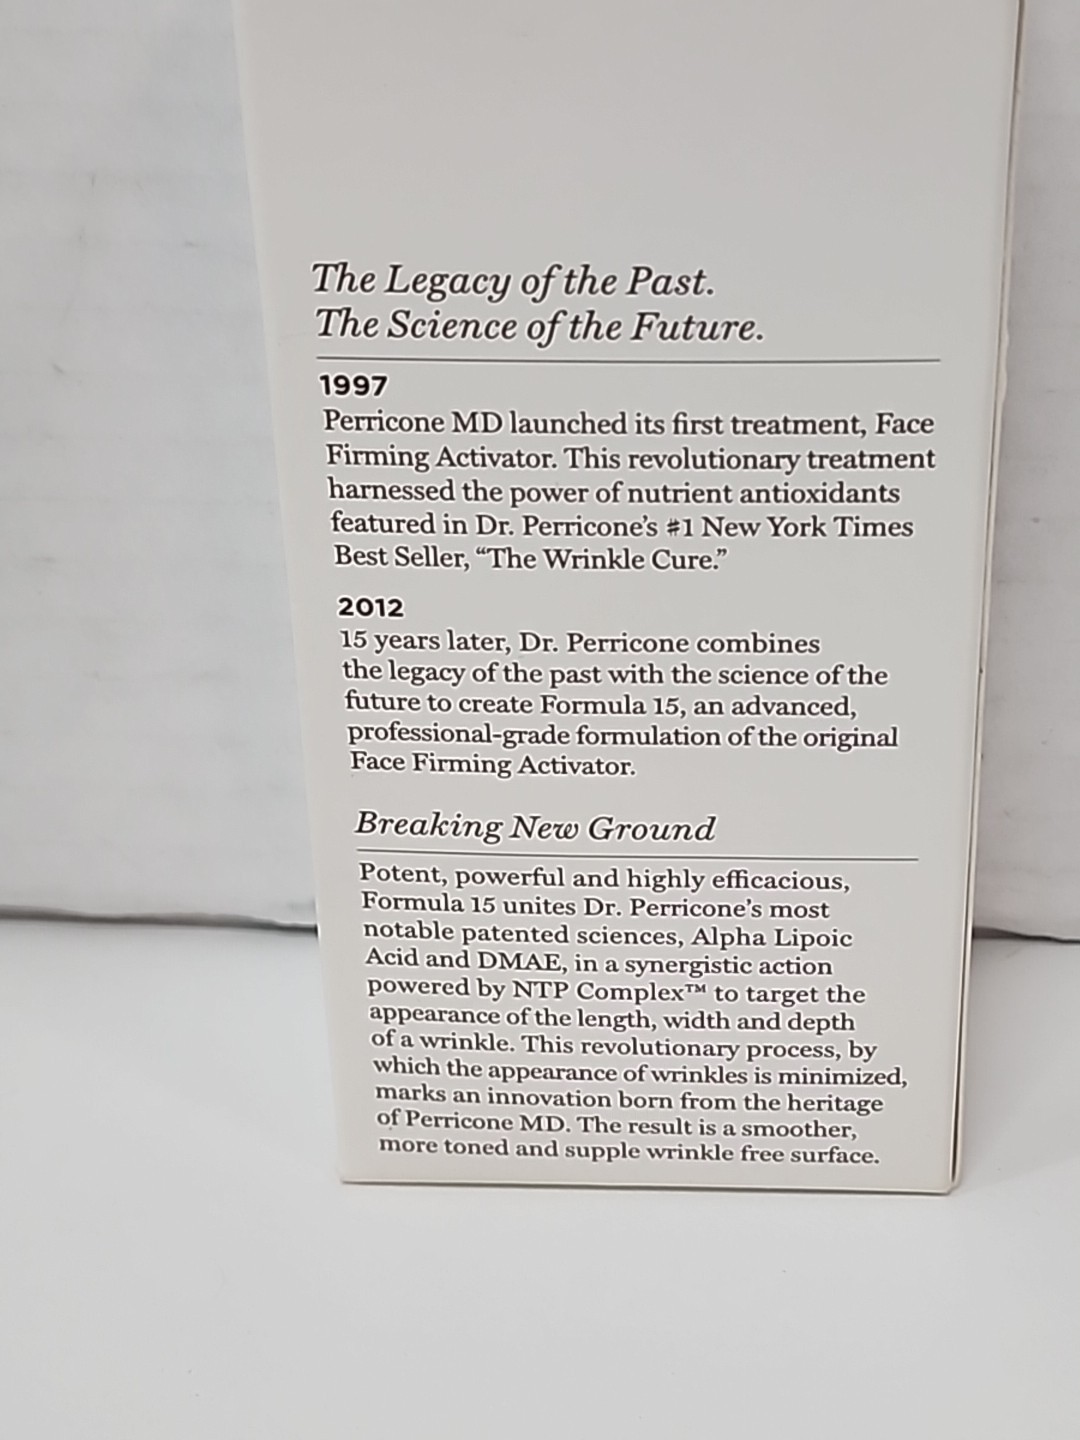 The Legacy of the Past.
The Science of the Future.
1997
Perricone MD launched its first treatment, Face
Firming Activator. This revolutionary treatment
harnessed the power of nutrient antioxidants
featured in Dr. Perricone's #1 New York Times
Best Seller, “The Wrinkle Cure.”
2012
15 years later, Dr. Perricone combines
the legacy of the past with the science of the
future to create Formula 15, an advanced,
professional-grade formulation of the original
Face Firming Activator.
Breaking New Ground
Potent, powerful and highly efficacious,
Formula 15 unites Dr. Perricone's most
notable patented sciences, Alpha Lipoic
Acid and DMAE, in a synergistic action
powered by NTP Complex™ to target the
appearance of the length, width and depth
of a wrinkle. This revolutionary process, by
which the appearance of wrinkles is minimized,
marks an innovation born from the heritage
of Perricone MD. The result is a smoother,
more toned and supple wrinkle free surface.